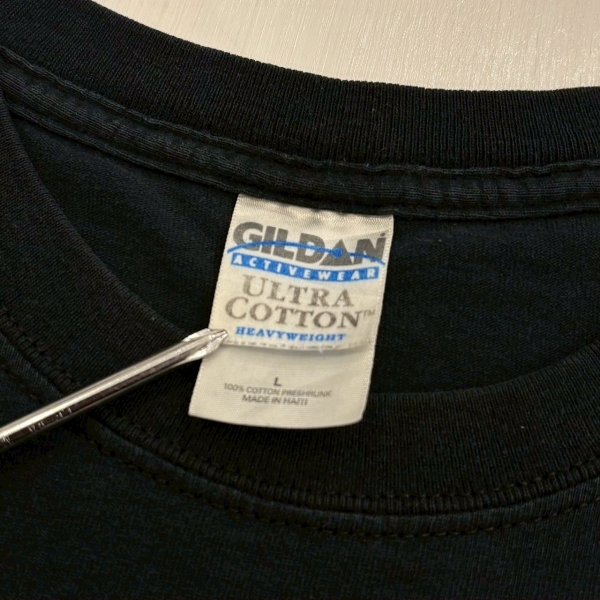 GILDAN
ACTIVEWEAR
ULTRA
COTTON™
HEAVYWEIGHT
L
100% COTTON PRESHRUNK
MADE IN HAITI